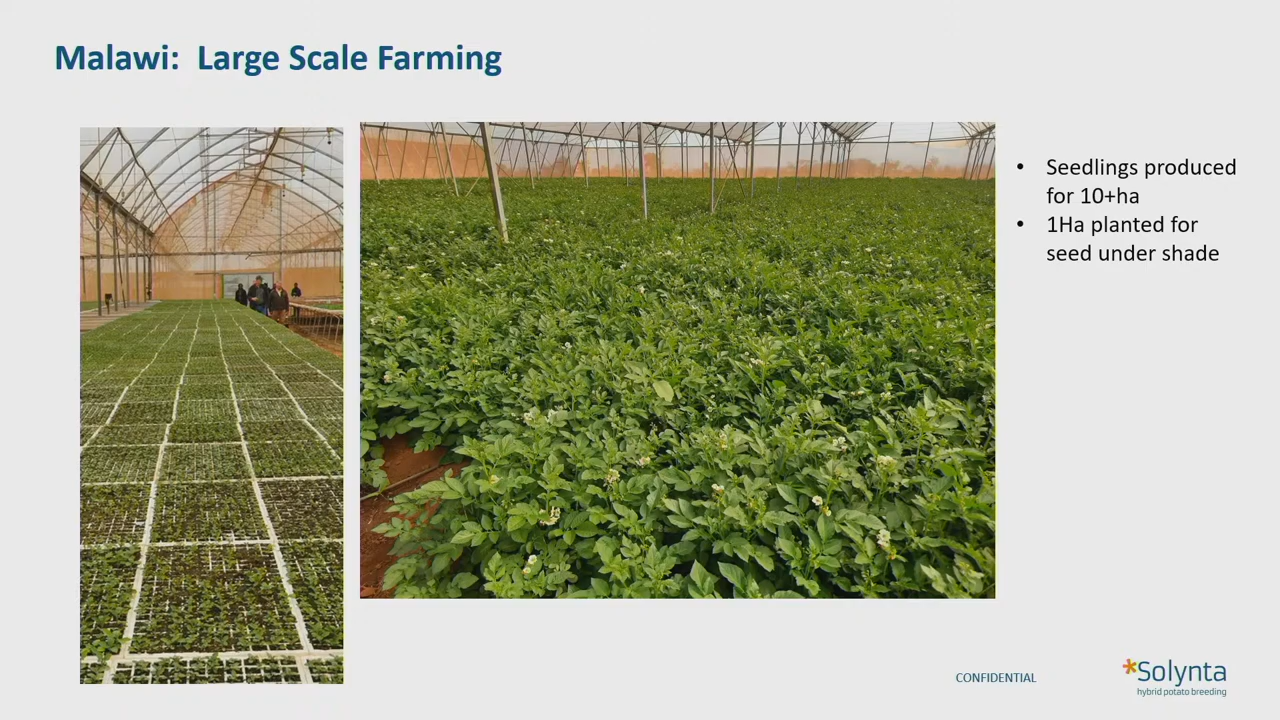 Malawi:  Large Scale Farming
• Seedlings produced
for 10+ha
• 1Ha planted for
seed under shade
CONFIDENTIAL
Solynta
hybrid potato breeding